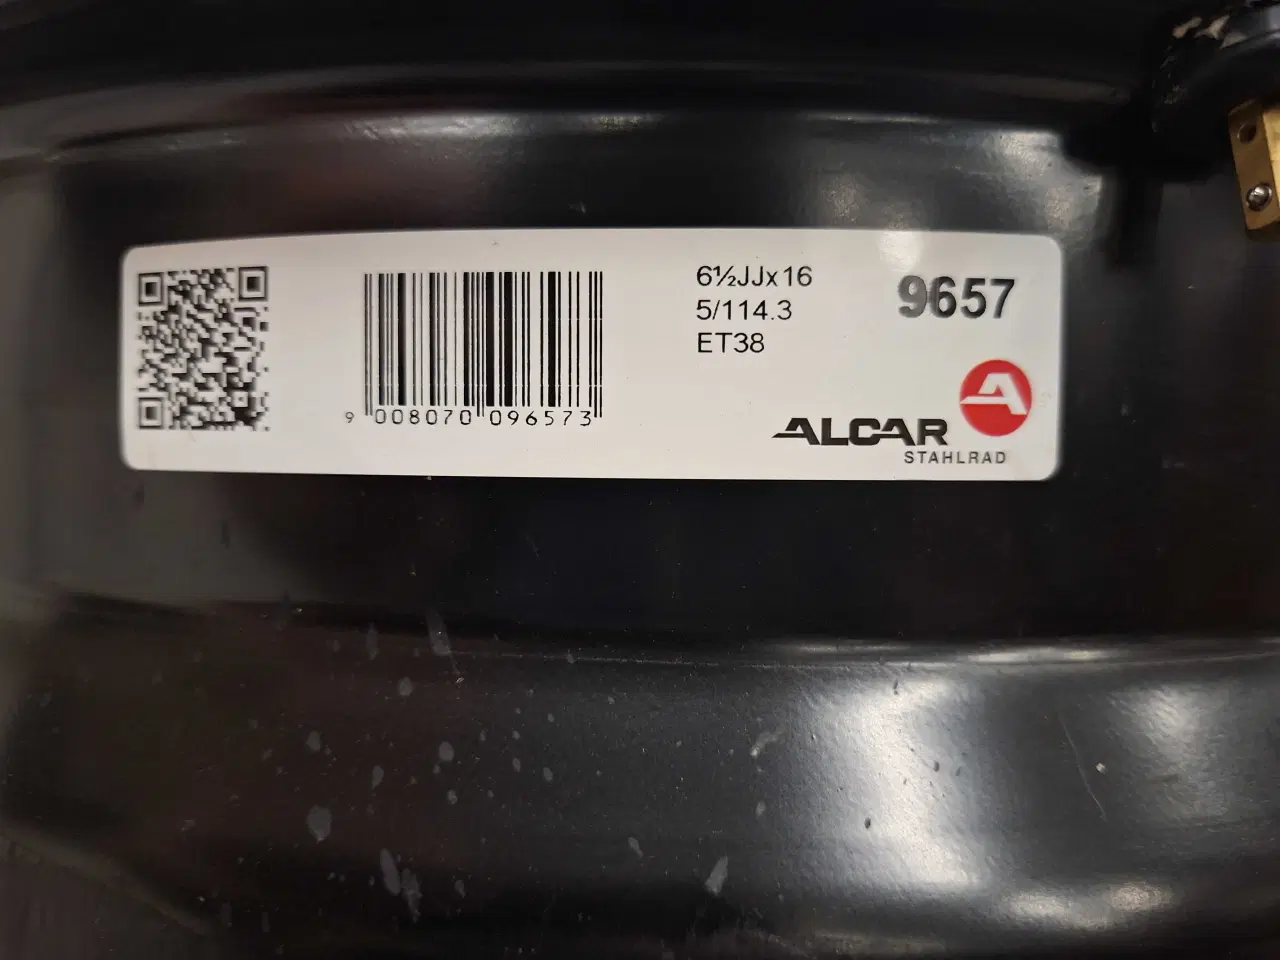 6½JJx16
5/114.3
ET38
9657
9 008070 096573
ALCAR
STAHLRAD